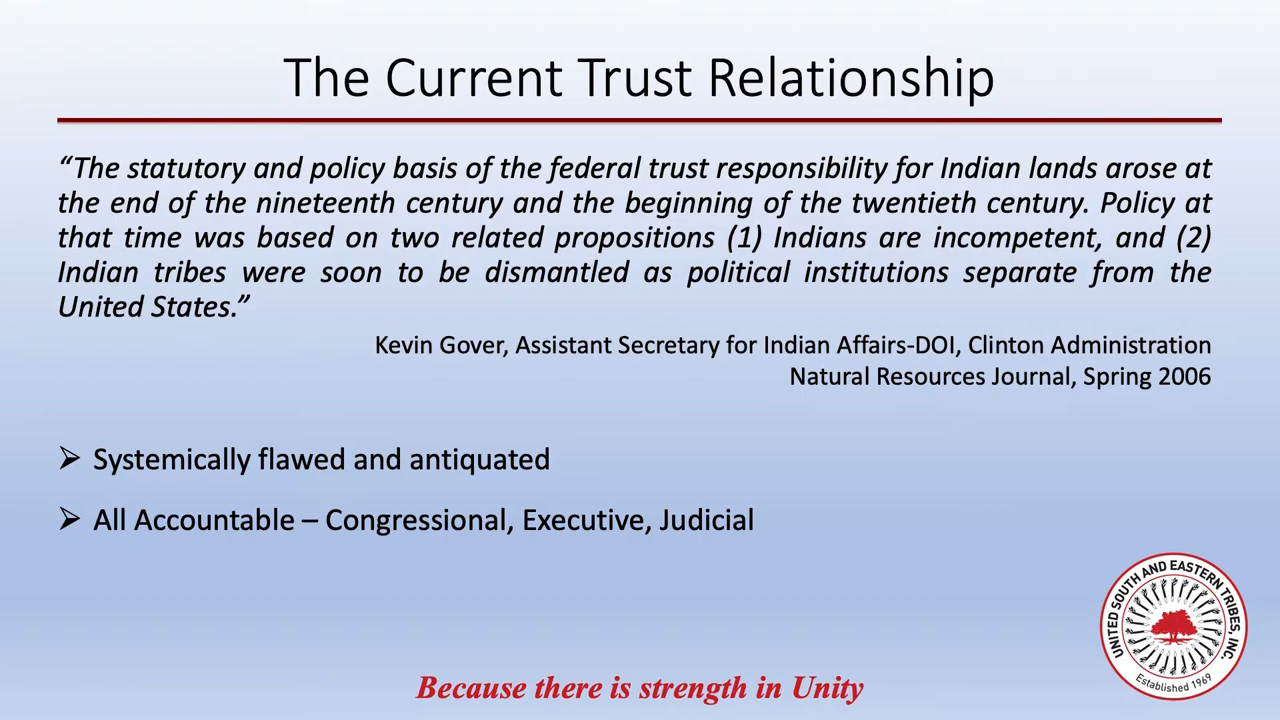 The Current Trust Relationship
“The statutory and policy basis of the federal trust responsibility for Indian lands arose at
the end of the nineteenth century and the beginning of the twentieth century. Policy at
that time was based on two related propositions (1) Indians are incompetent, and (2)
Indian tribes were soon to be dismantled as political institutions separate from the
United States.”
Kevin Gover, Assistant Secretary for Indian Affairs-DOI, Clinton Administration
Natural Resources Journal, Spring 2006
➢ Systemically flawed and antiquated
➢ All Accountable – Congressional, Executive, Judicial
UNITED SOUTH AND EASTERN TRIBES, INC.
Established 1969
Because there is strength in Unity